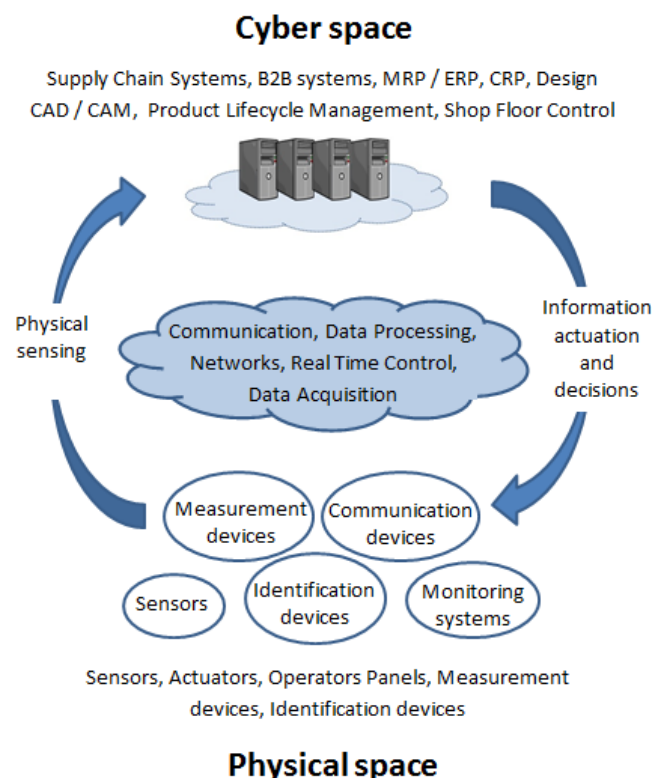 Cyber space
Supply Chain Systems, B2B systems, MRP / ERP, CRP, Design
CAD / CAM, Product Lifecycle Management, Shop Floor Control
Physical
sensing
Communication, Data Processing,
Networks, Real Time Control,
Data Acquisition
Information
actuation
and
decisions
Measurement
devices
Communication
devices
Sensors
Identification
devices
Monitoring
systems
Sensors, Actuators, Operators Panels, Measurement
devices, Identification devices
Physical space